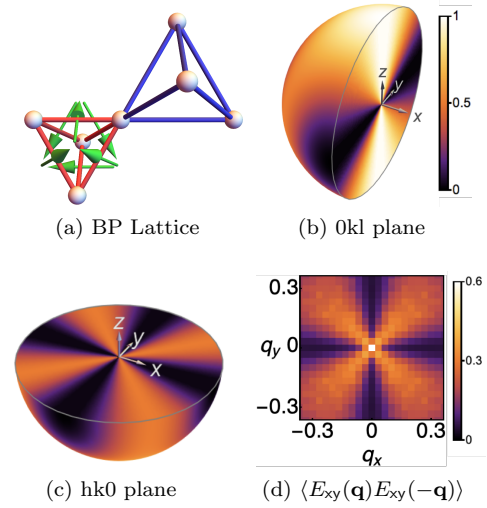 z
y
x
1
0.5
0
(a) BP Lattice
(b) 0kl plane
z
y
x
0.3
q_y 0
−0.3
−0.3 0 0.3
q_x
0.6
0.3
0
(c) hk0 plane
(d) ⟨E_xy(𝐪)E_xy(−𝐪)⟩